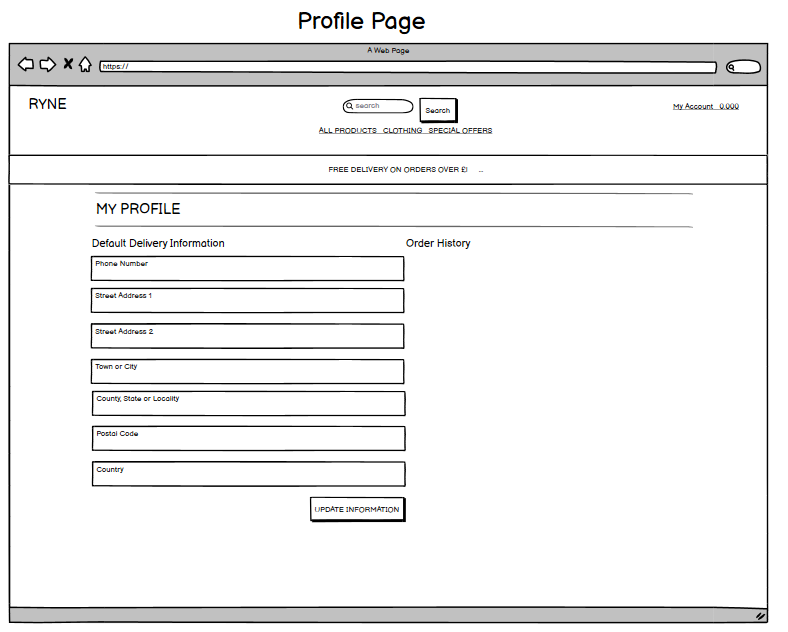 Profile Page
A Web Page
https://
RYNE
search
Search
My Account 0.000
ALL PRODUCTS CLOTHING SPECIAL OFFERS
FREE DELIVERY ON ORDERS OVER £! ...
MY PROFILE
Default Delivery Information
Order History
Phone Number
Street Address 1
Street Address 2
Town or City
County, State or Locality
Postal Code
Country
UPDATE INFORMATION